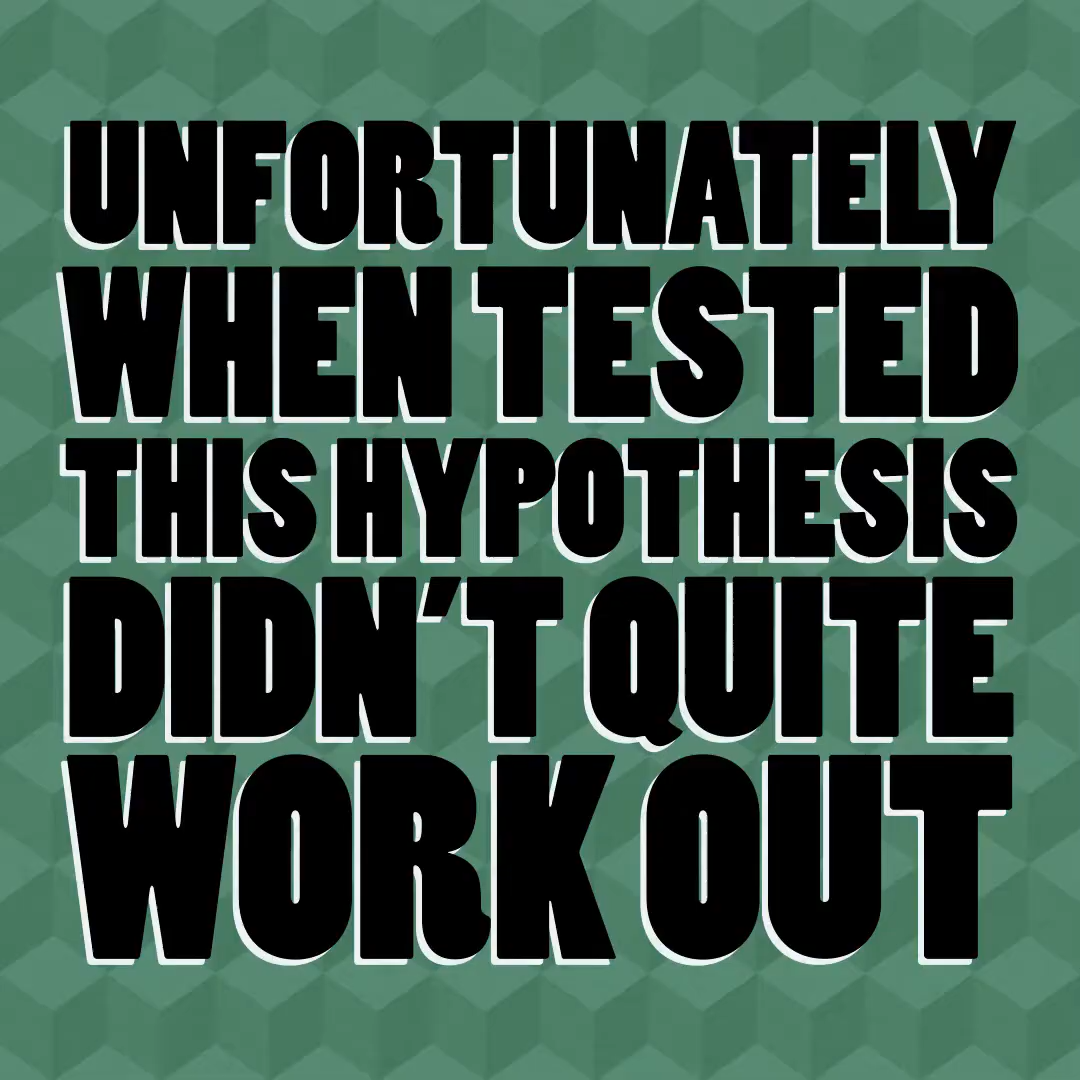 UNFORTUNATELY
WHEN TESTED
THIS HYPOTHESIS
DIDN'T QUITE
WORK OUT